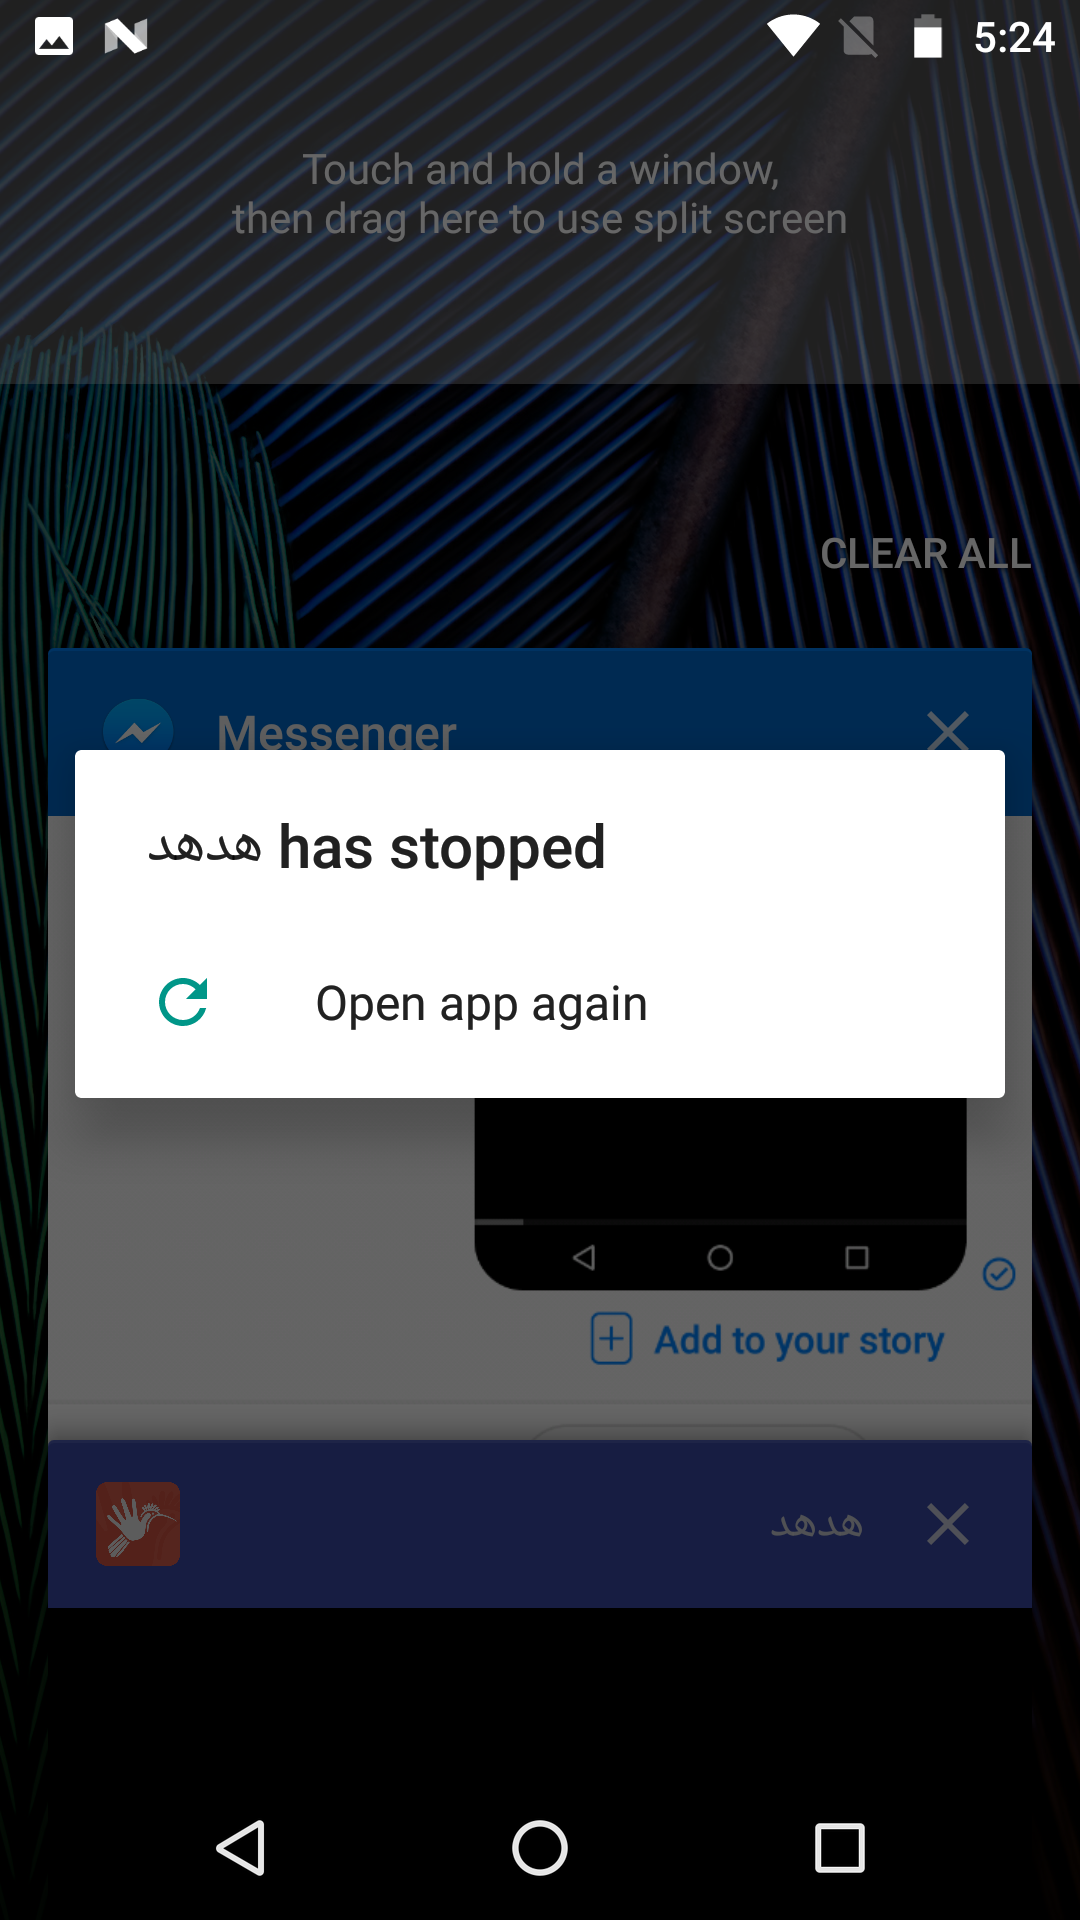 5:24
Touch and hold a window,
then drag here to use split screen
CLEAR ALL
Messenger
هدهد has stopped
Open app again
Add to your story
هدهد